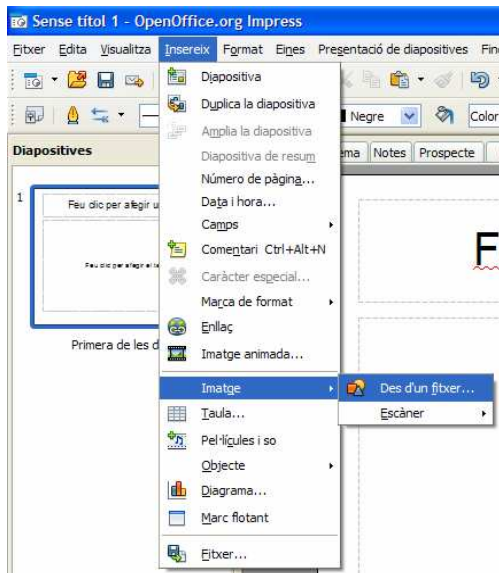 Sense títol 1 - OpenOffice.org Impress
Fitxer Edita Visualitza Insereix Format Eines Presentació de diapositives
Negre
Color
Diapositives
Notes Prospecte
1
Feu clic per afegir
Primera de les
Diapositiva
Duplica la diapositiva
Amplia la diapositiva
Diapositiva de resum
Número de pàgina...
Data i hora...
Camps
Comentari Ctrl+Alt+N
Caràcter especial...
Marca de format
Enllaç
Imatge animada...
Imatge
Taula...
Pel·lícules i so
Objecte
Diagrama...
Marc flotant
Fitxer...
Des d'un fitxer...
Escàner
F